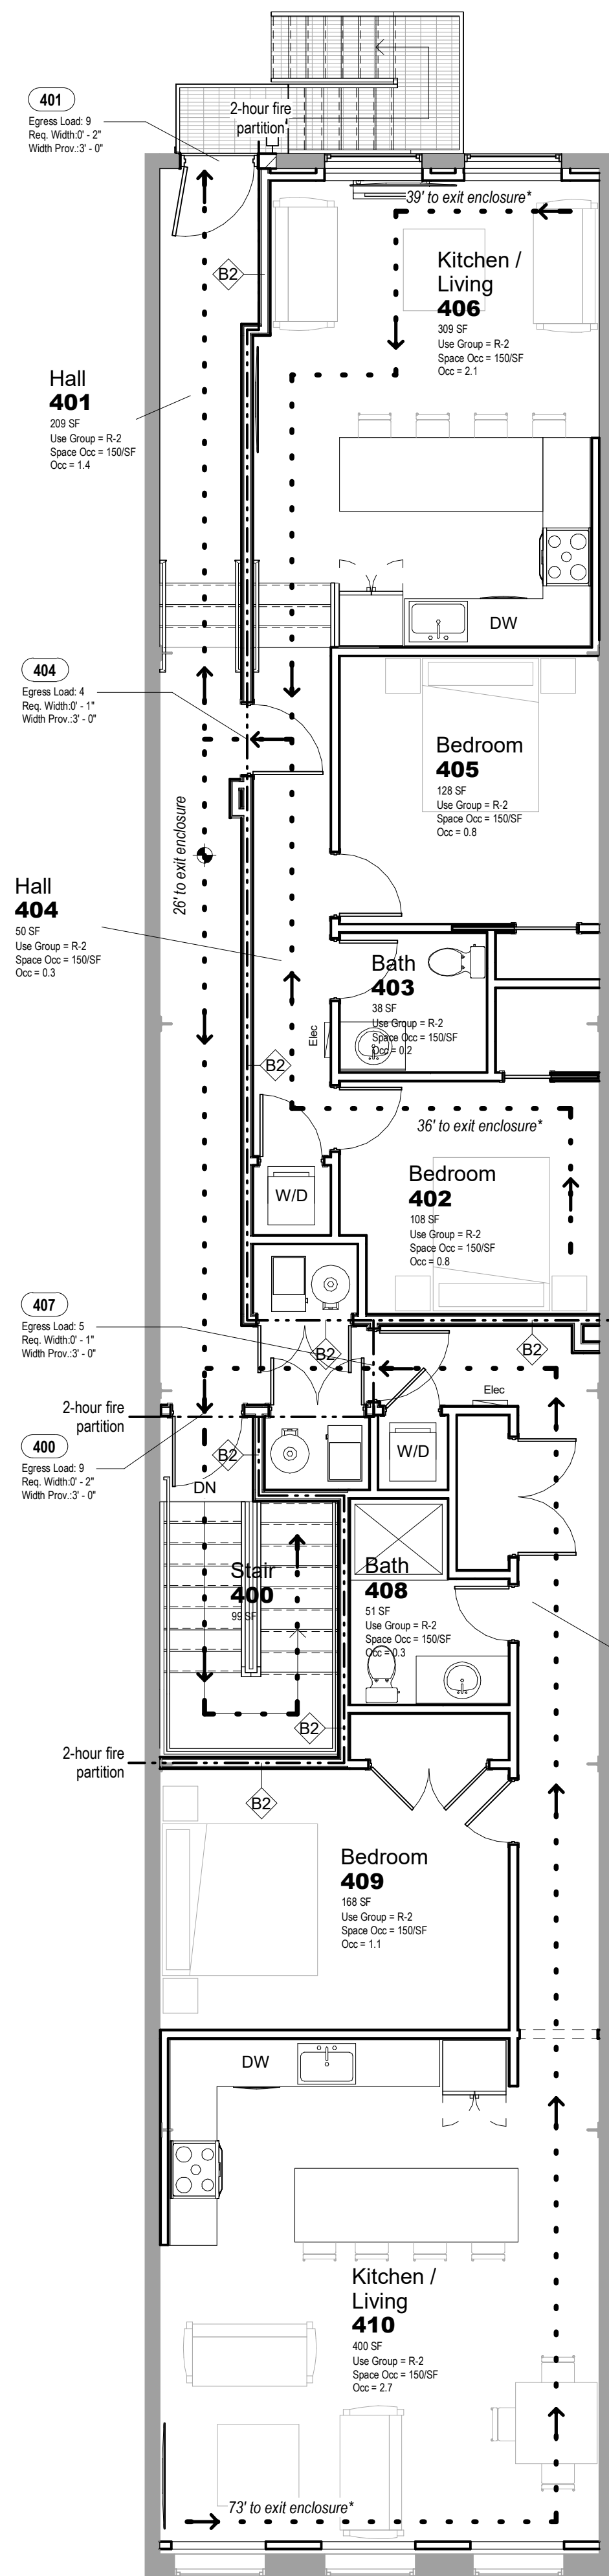 401
Egress Load: 9
Req. Width:0' - 2"
Width Prov.:3' - 0"
2-hour fire
partition
39' to exit enclosure*
B2
Kitchen /
Living
406
309 SF
Use Group = R-2
Space Occ = 150/SF
Occ = 2.1
Hall
401
209 SF
Use Group = R-2
Space Occ = 150/SF
Occ = 1.4
DW
404
Egress Load: 4
Req. Width:0' - 1"
Width Prov.:3' - 0"
Bedroom
405
128 SF
Use Group = R-2
Space Occ = 150/SF
Occ = 0.8
26' to exit enclosure
Hall
404
50 SF
Use Group = R-2
Space Occ = 150/SF
Occ = 0.3
Bath
403
38 SF
Use Group = R-2
Space Occ = 150/SF
Occ = 0.2
Elec
B2
36' to exit enclosure*
Bedroom
402
108 SF
Use Group = R-2
Space Occ = 150/SF
Occ = 0.8
W/D
407
Egress Load: 5
Req. Width:0' - 1"
Width Prov.:3' - 0"
B2
B2
Elec
2-hour fire
partition
400
Egress Load: 9
Req. Width:0' - 2"
Width Prov.:3' - 0"
B2
W/D
DN
Stair
400
99 SF
Bath
408
51 SF
Use Group = R-2
Space Occ = 150/SF
Occ = 0.3
B2
2-hour fire
partition
B2
Bedroom
409
168 SF
Use Group = R-2
Space Occ = 150/SF
Occ = 1.1
DW
Kitchen /
Living
410
400 SF
Use Group = R-2
Space Occ = 150/SF
Occ = 2.7
73' to exit enclosure*